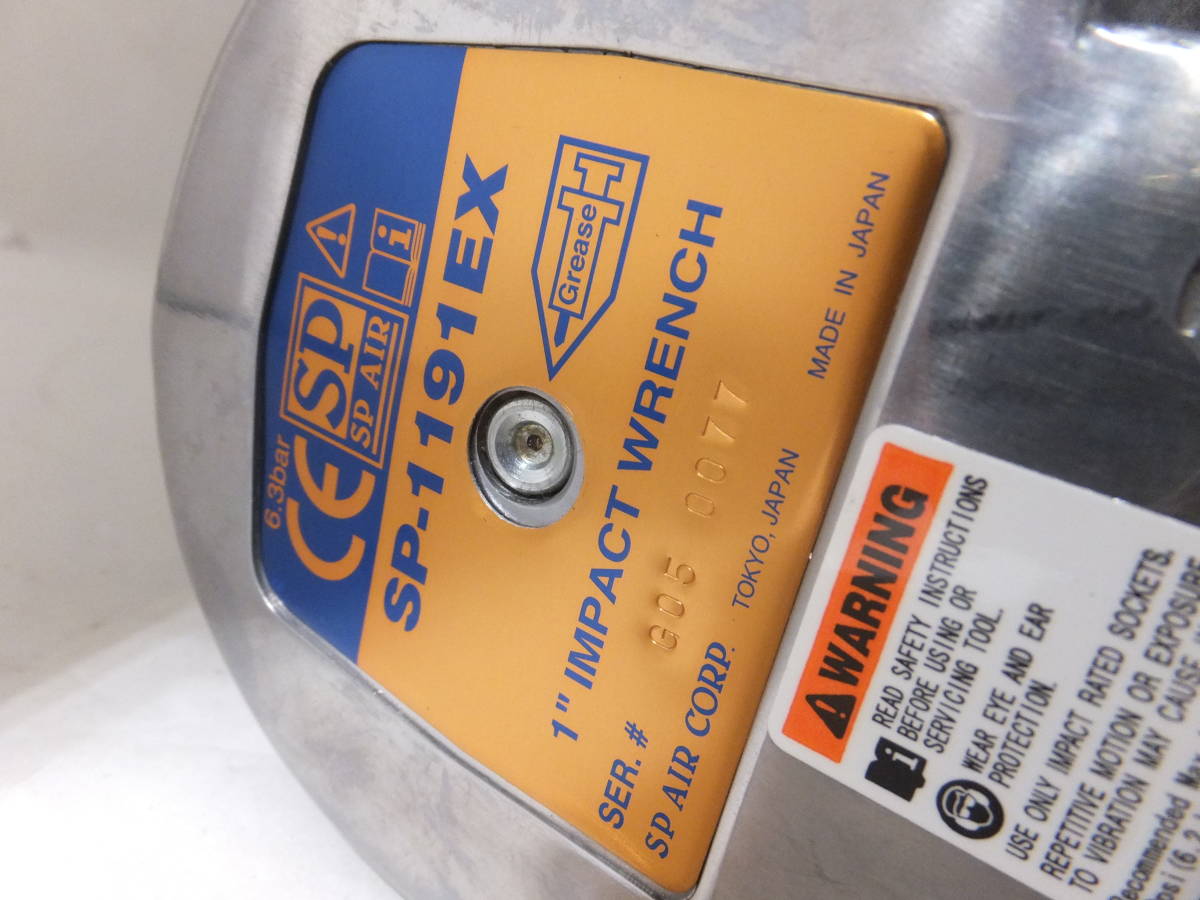 6.3bar
CE SP
SP AIR
SP-1191EX
Grease
1" IMPACT WRENCH
SER. # G05 0077
SP AIR CORP. TOKYO, JAPAN MADE IN JAPAN
WARNING
READ SAFETY INSTRUCTIONS
BEFORE USING OR
SERVICING TOOL.
WEAR EYE AND EAR
PROTECTION.
USE ONLY IMPACT RATED SOCKETS.
REPETITIVE MOTION OR EXPOSURE
TO VIBRATION MAY CAUSE